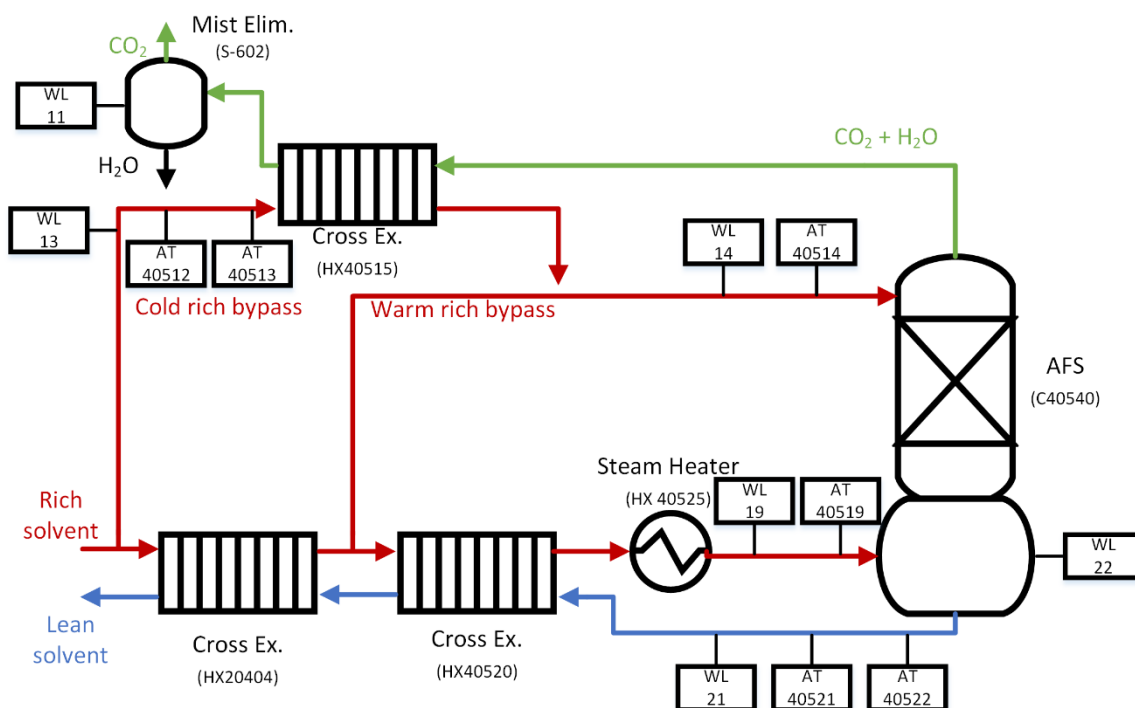 Mist Elim.
(S-602)
CO₂
WL
11
H₂O
CO₂ + H₂O
WL
13
AT
40512
AT
40513
Cross Ex.
(HX40515)
WL
14
AT
40514
Cold rich bypass
Warm rich bypass
AFS
(C40540)
Steam Heater
(HX 40525)
WL
19
AT
40519
Rich
solvent
WL
22
Lean
solvent
Cross Ex.
(HX20404)
Cross Ex.
(HX40520)
WL
21
AT
40521
AT
40522